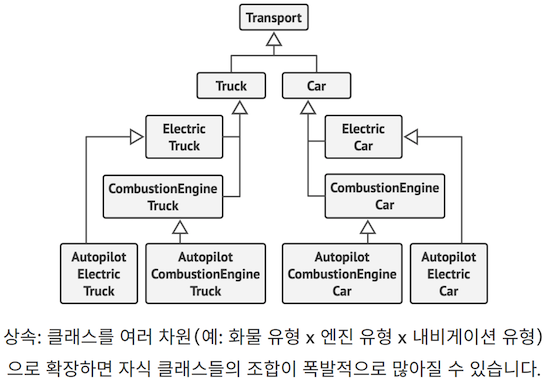 Transport
Truck
Car
Electric
Truck
Electric
Car
CombustionEngine
Truck
CombustionEngine
Car
Autopilot
Electric
Truck
Autopilot
CombustionEngine
Truck
Autopilot
CombustionEngine
Car
Autopilot
Electric
Car
상속: 클래스를 여러 차원(예: 화물 유형 x 엔진 유형 x 내비게이션 유형)
으로 확장하면 자식 클래스들의 조합이 폭발적으로 많아질 수 있습니다.